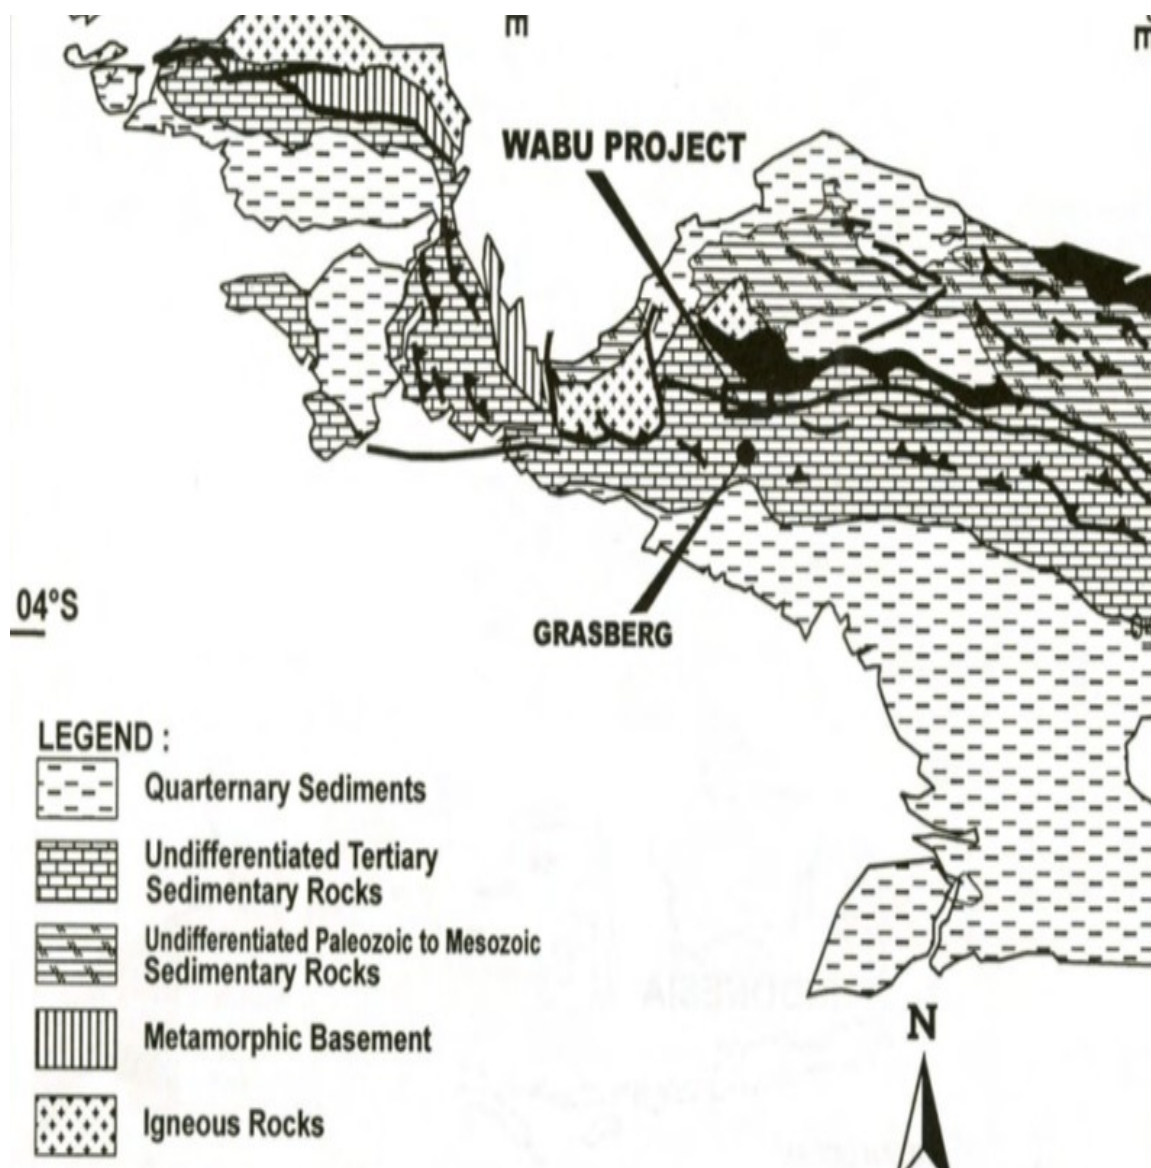 E
E
WABU PROJECT
04°S
GRASBERG
LEGEND :
Quarternary Sediments
Undifferentiated Tertiary
Sedimentary Rocks
Undifferentiated Paleozoic to Mesozoic
Sedimentary Rocks
Metamorphic Basement
Igneous Rocks
N